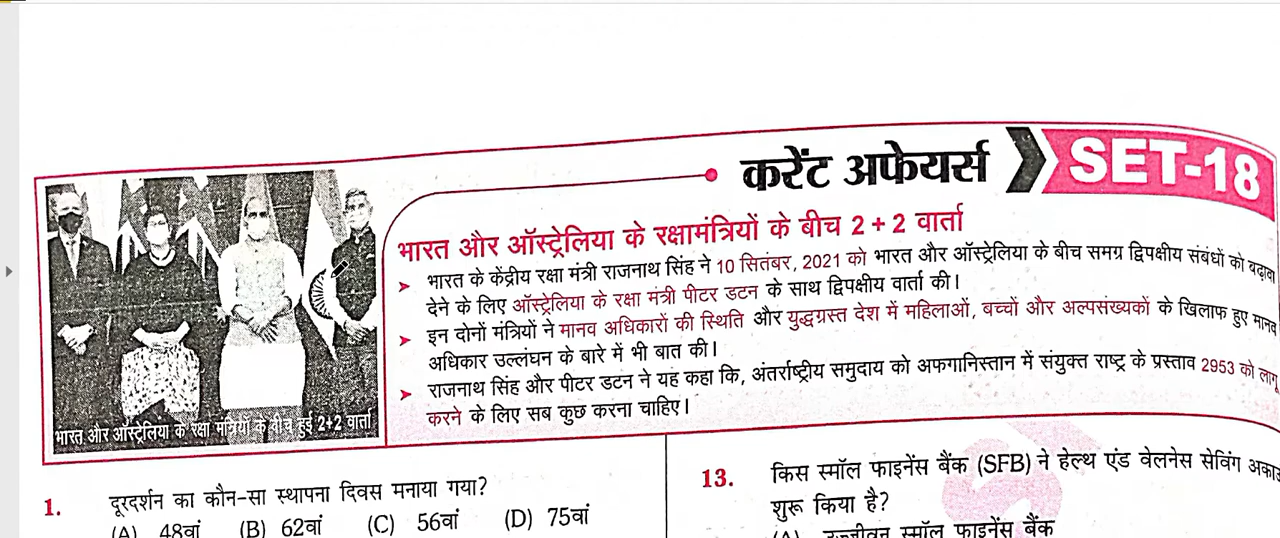 करेंट अफेयर्स SET-18
भारत और ऑस्ट्रेलिया के रक्षामंत्रियों के बीच 2 + 2 वार्ता
➤ भारत के केंद्रीय रक्षा मंत्री राजनाथ सिंह ने 10 सितंबर, 2021 को भारत और ऑस्ट्रेलिया के बीच समग्र द्विपक्षीय संबंधों को बढ़ावा
देने के लिए ऑस्ट्रेलिया के रक्षा मंत्री पीटर डटन के साथ द्विपक्षीय वार्ता की।
➤ इन दोनों मंत्रियों ने मानव अधिकारों की स्थिति और युद्धग्रस्त देश में महिलाओं, बच्चों और अल्पसंख्यकों के खिलाफ हुए मानव
अधिकार उल्लंघन के बारे में भी बात की।
➤ राजनाथ सिंह और पीटर डटन ने यह कहा कि, अंतर्राष्ट्रीय समुदाय को अफगानिस्तान में संयुक्त राष्ट्र के प्रस्ताव 2953 को लागू
करने के लिए सब कुछ करना चाहिए।
भारत और ऑस्ट्रेलिया के रक्षा मंत्रियों के बीच हुई 2+2 वार्ता
1. दूरदर्शन का कौन-सा स्थापना दिवस मनाया गया?
(A) 48वां (B) 62वां (C) 56वां (D) 75वां
13. किस स्मॉल फाइनेंस बैंक (SFB) ने हेल्थ एंड वेलनेस सेविंग अकाउ
शुरू किया है?
(A) उज्जीवन स्मॉल फाइनेंस बैंक